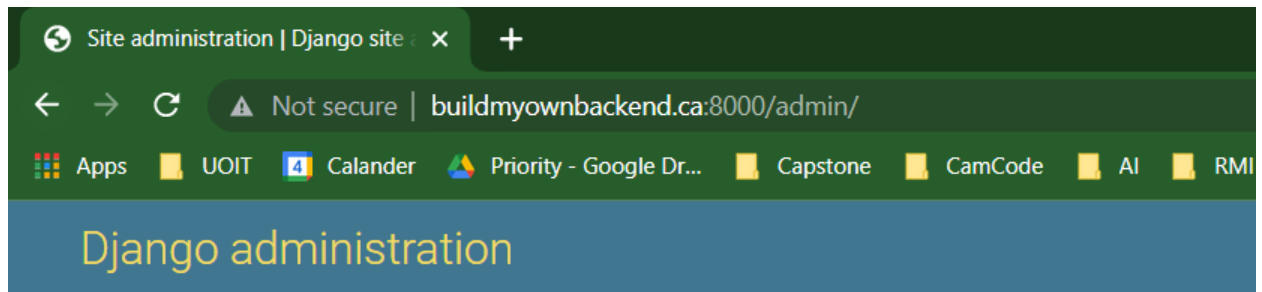 Site administration | Django site a
Not secure | buildmyownbackend.ca:8000/admin/
Apps UOIT 4 Calander Priority - Google Dr... Capstone CamCode AI RMI
Django administration